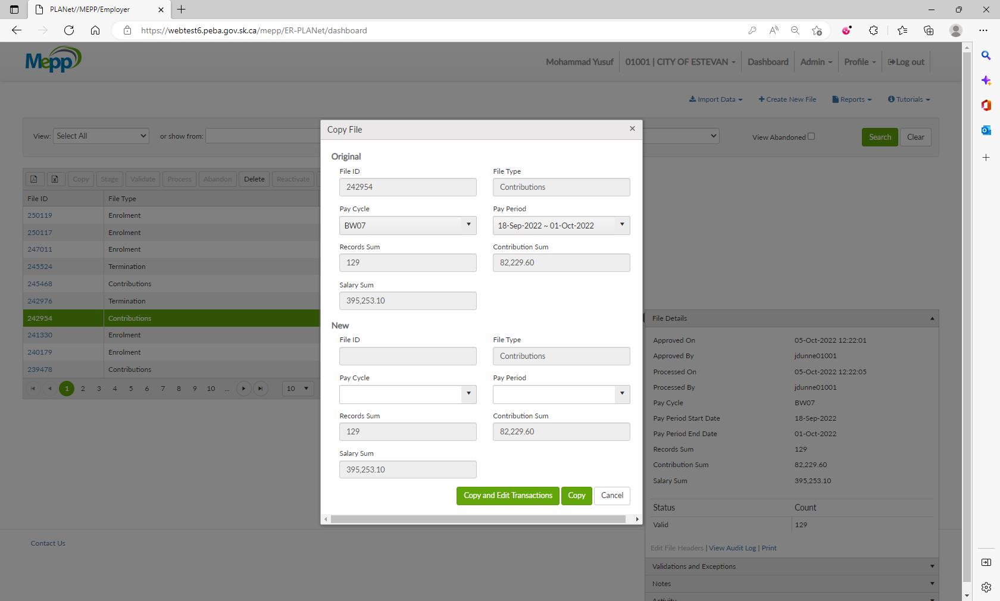 PLANet//MEPP/Employer
https://webtest6.peba.gov.sk.ca/mepp/ER-PLANet/dashboard
Mepp
Mohammad Yusuf
01001 | CITY OF ESTEVAN
Dashboard
Admin
Profile
Log out
Import Data
Create New File
Reports
Tutorials
View:
Select All
or show from:
View Abandoned
Search
Clear
Copy
Stage
Validate
Process
Abandon
Delete
Reactivate
File ID File Type
250119 Enrolment
250117 Enrolment
247011 Enrolment
245524 Termination
245468 Contributions
242976 Termination
242954 Contributions
241330 Enrolment
240179 Enrolment
239478 Contributions
1 2 3 4 5 6 7 8 9 10 ... 10
Copy File
Original
File ID File Type
242954 Contributions
Pay Cycle Pay Period
BW07 18-Sep-2022 ~ 01-Oct-2022
Records Sum Contribution Sum
129 82,229.60
Salary Sum
395,253.10
New
File ID File Type
Contributions
Pay Cycle Pay Period
Records Sum Contribution Sum
129 82,229.60
Salary Sum
395,253.10
Copy and Edit Transactions Copy Cancel
File Details
Approved On 05-Oct-2022 12:22:01
Approved By jdunne01001
Processed On 05-Oct-2022 12:22:05
Processed By jdunne01001
Pay Cycle BW07
Pay Period Start Date 18-Sep-2022
Pay Period End Date 01-Oct-2022
Records Sum 129
Contribution Sum 82,229.60
Salary Sum 395,253.10
Status Count
Valid 129
Edit File Headers | View Audit Log | Print
Validations and Exceptions
Notes
Activity
Contact Us